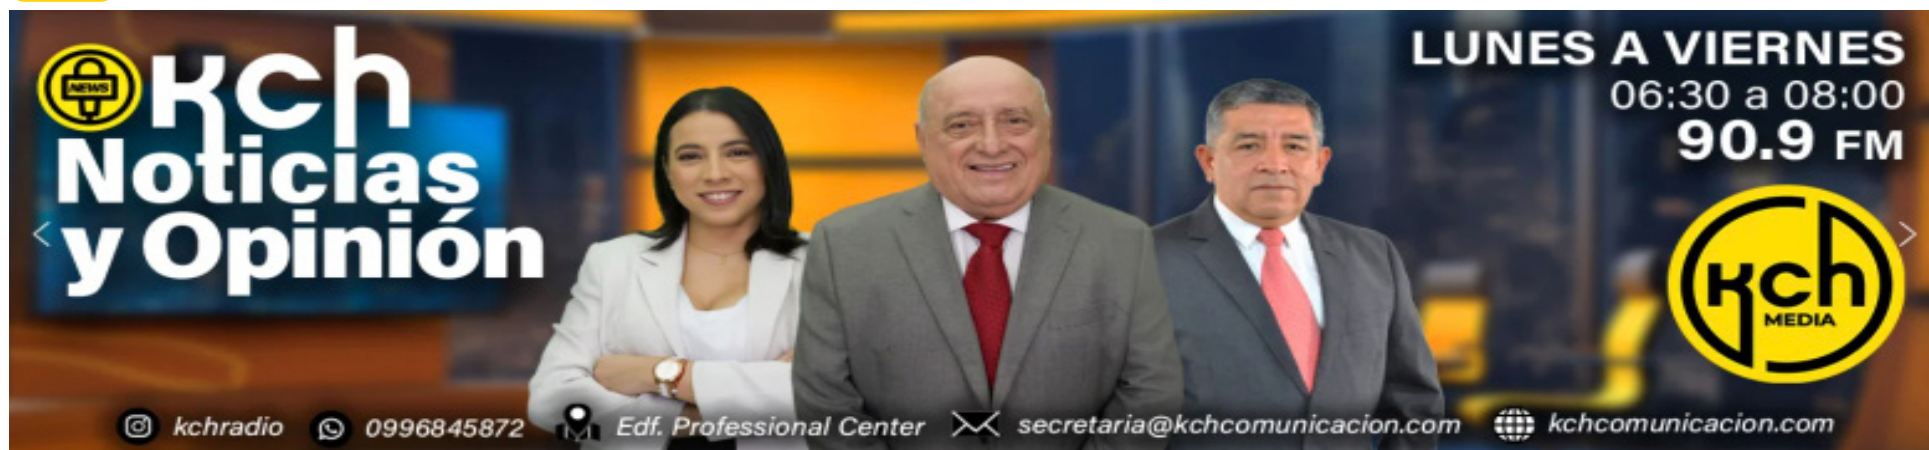 NEWS
kch
Noticias
y Opinión
LUNES A VIERNES
06:30 a 08:00
90.9 FM
kch
MEDIA
kchradio 0996845872 Edf. Professional Center secretaria@kchcomunicacion.com kchcomunicacion.com